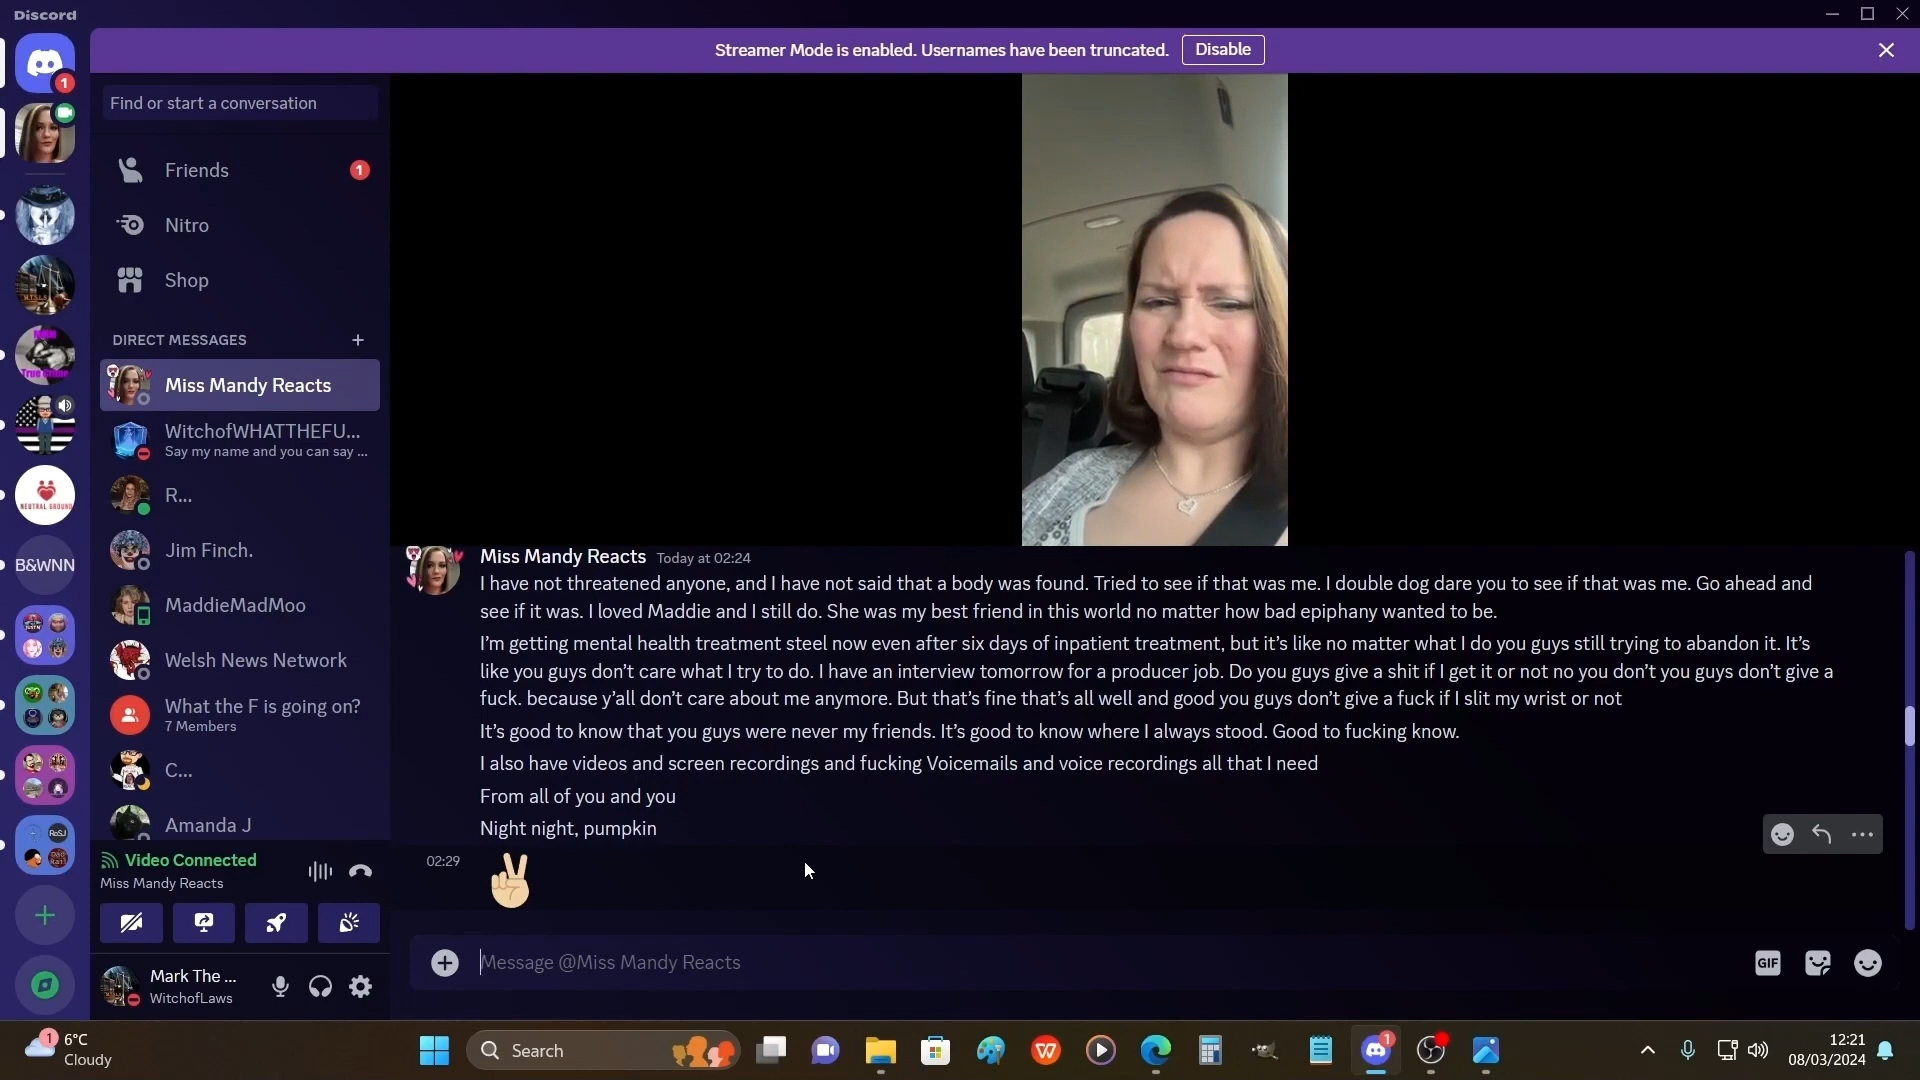 Discord
Streamer Mode is enabled. Usernames have been truncated. Disable
1
Find or start a conversation
Friends 1
Nitro
Shop
DIRECT MESSAGES
Miss Mandy Reacts
WitchofWHATTHEFU...
Say my name and you can say ...
R...
Jim Finch.
MaddieMadMoo
Welsh News Network
What the F is going on?
7 Members
C...
Amanda J
NEUTRAL GROUND
B&WNN
True Crime
Video Connected
Miss Mandy Reacts
Mark The ...
WitchofLaws
Miss Mandy Reacts Today at 02:24
I have not threatened anyone, and I have not said that a body was found. Tried to see if that was me. I double dog dare you to see if that was me. Go ahead and
see if it was. I loved Maddie and I still do. She was my best friend in this world no matter how bad epiphany wanted to be.
I'm getting mental health treatment steel now even after six days of inpatient treatment, but it's like no matter what I do you guys still trying to abandon it. It's
like you guys don't care what I try to do. I have an interview tomorrow for a producer job. Do you guys give a shit if I get it or not no you don't you guys don't give a
fuck. because y'all don't care about me anymore. But that's fine that's all well and good you guys don't give a fuck if I slit my wrist or not
It's good to know that you guys were never my friends. It's good to know where I always stood. Good to fucking know.
I also have videos and screen recordings and fucking Voicemails and voice recordings all that I need
From all of you and you
Night night, pumpkin
02:29 ✌🏼
Message @Miss Mandy Reacts
GIF
1 6°C
Cloudy
Search
1
12:21
08/03/2024